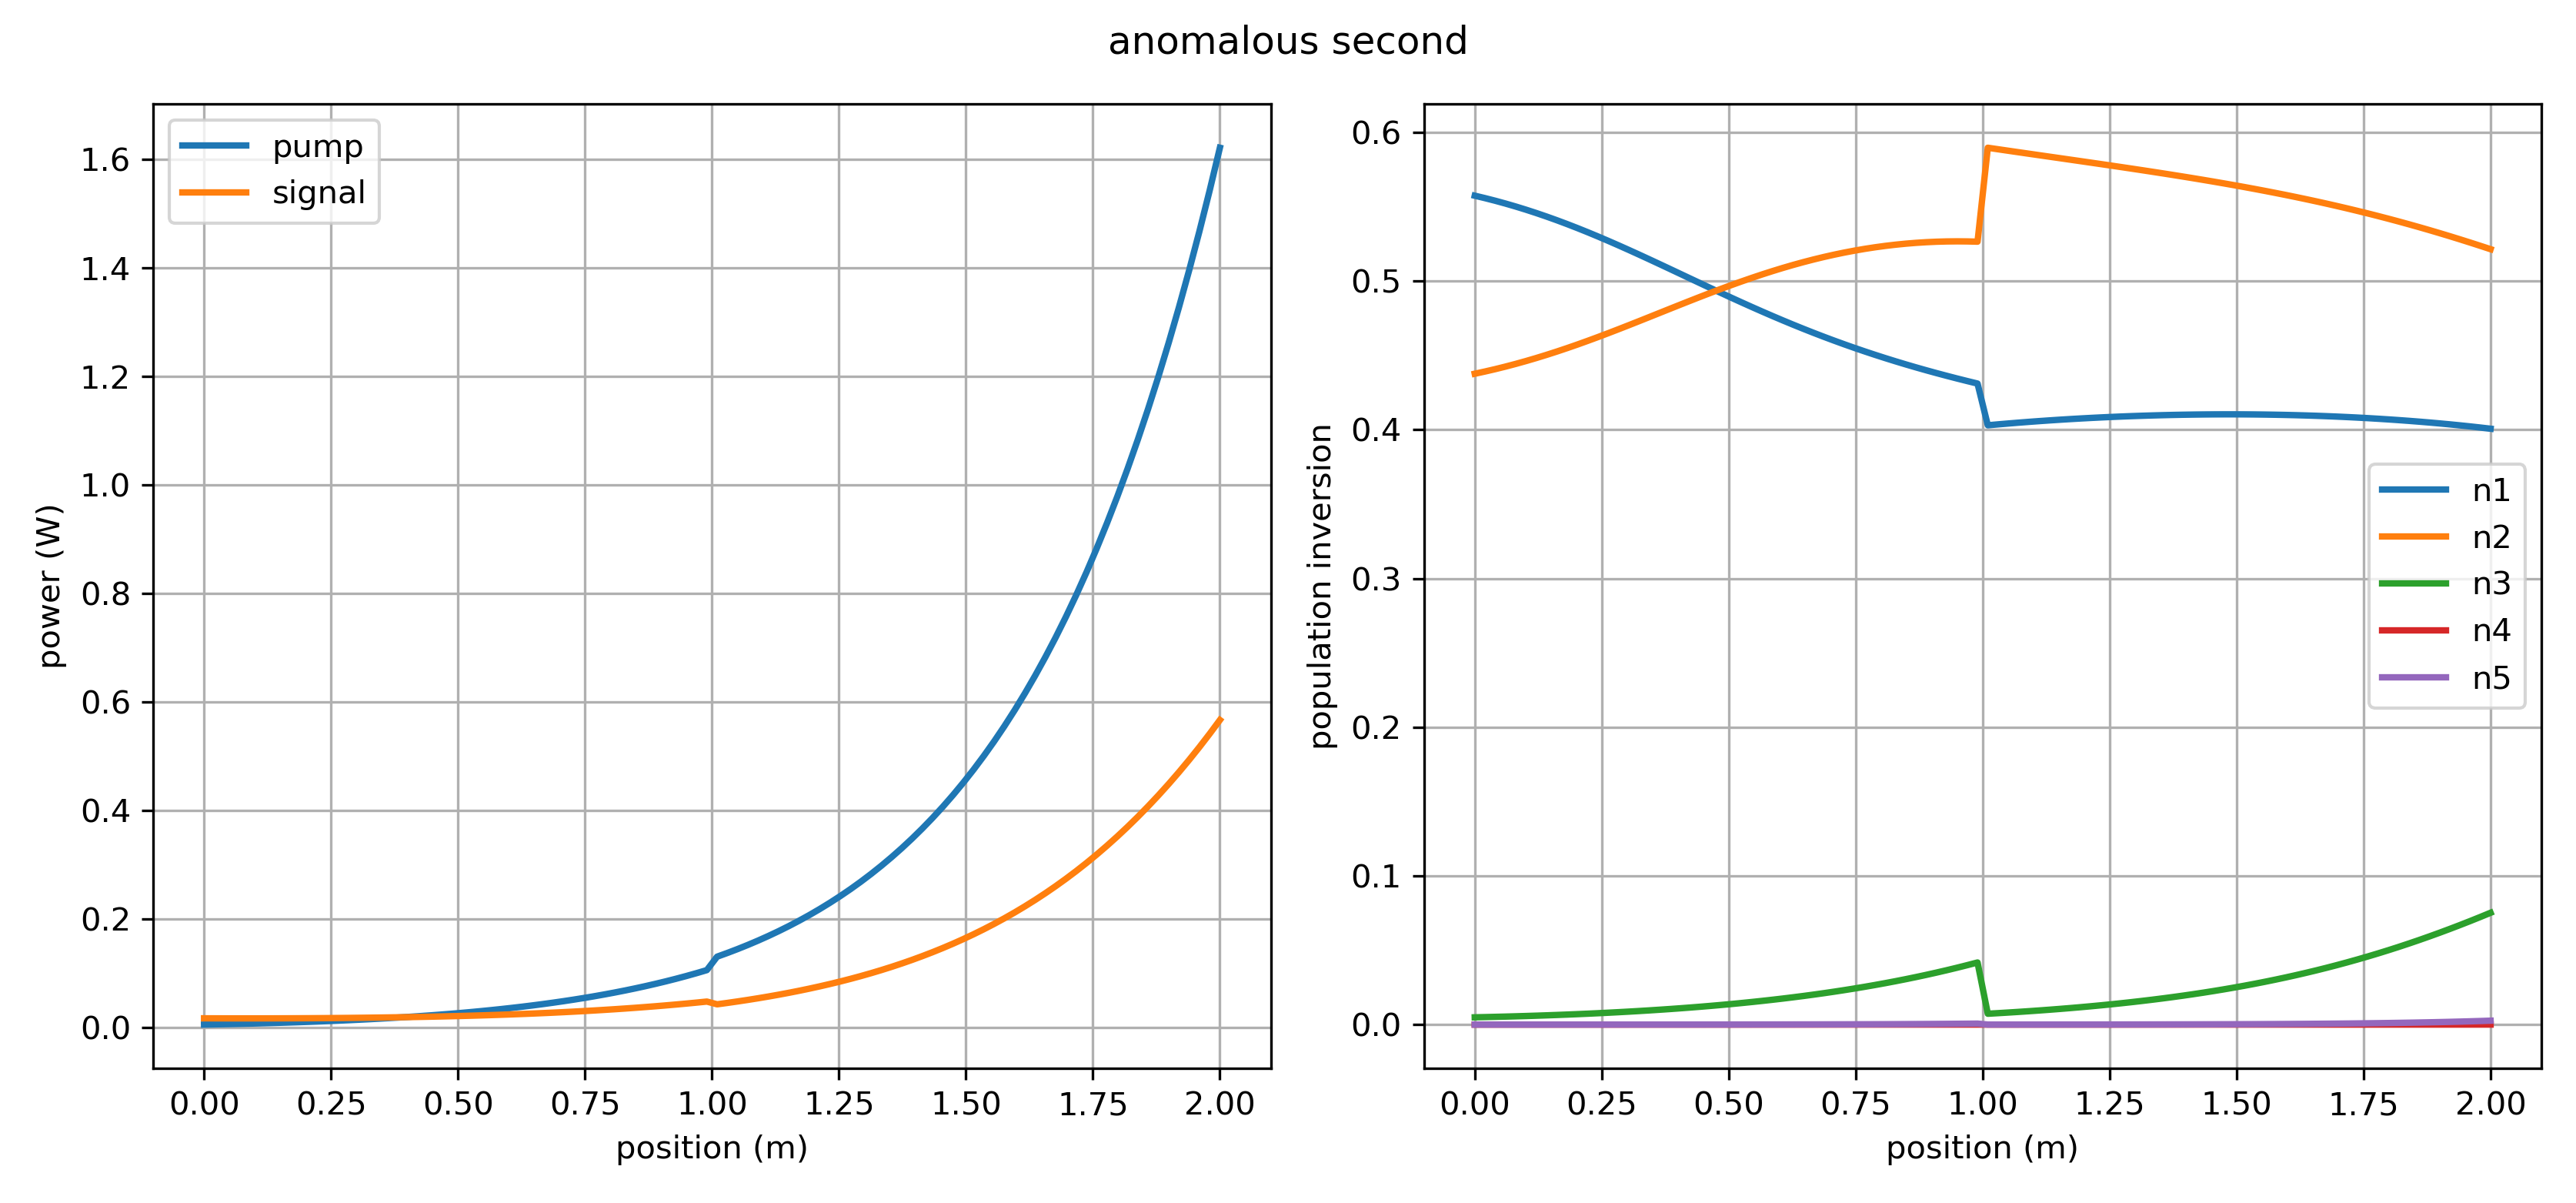 anomalous second
pump
signal
1.6
1.4
1.2
1.0
0.8
0.6
0.4
0.2
0.0
power (W)
0.00 0.25 0.50 0.75 1.00 1.25 1.50 1.75 2.00
position (m)
0.6
0.5
0.4
0.3
0.2
0.1
0.0
population inversion
n1
n2
n3
n4
n5
0.00 0.25 0.50 0.75 1.00 1.25 1.50 1.75 2.00
position (m)